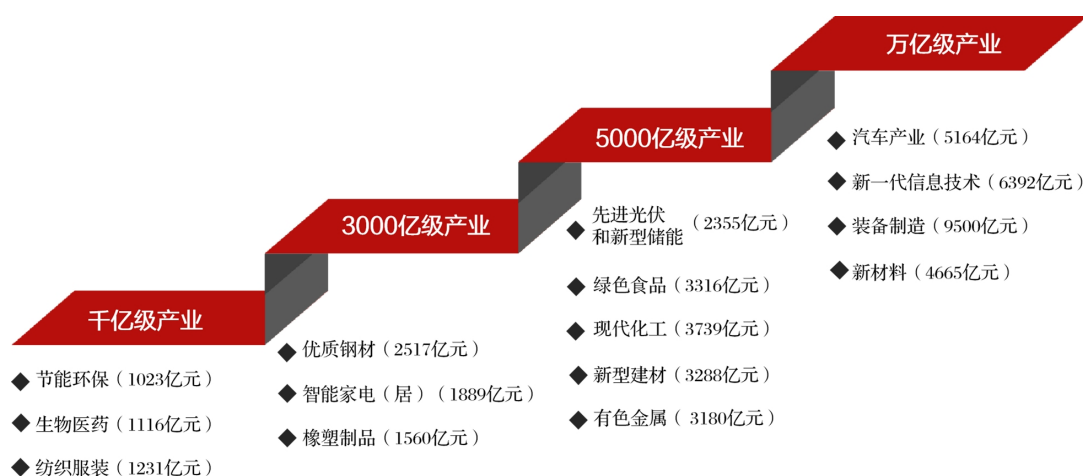 千亿级产业
节能环保（1023亿元）
生物医药（1116亿元）
纺织服装（1231亿元）
3000亿级产业
优质钢材（2517亿元）
智能家电（居）（1889亿元）
橡塑制品（1560亿元）
5000亿级产业
先进光伏
和新型储能（2355亿元）
绿色食品（3316亿元）
现代化工（3739亿元）
新型建材（3288亿元）
有色金属（3180亿元）
万亿级产业
汽车产业（5164亿元）
新一代信息技术（6392亿元）
装备制造（9500亿元）
新材料（4665亿元）